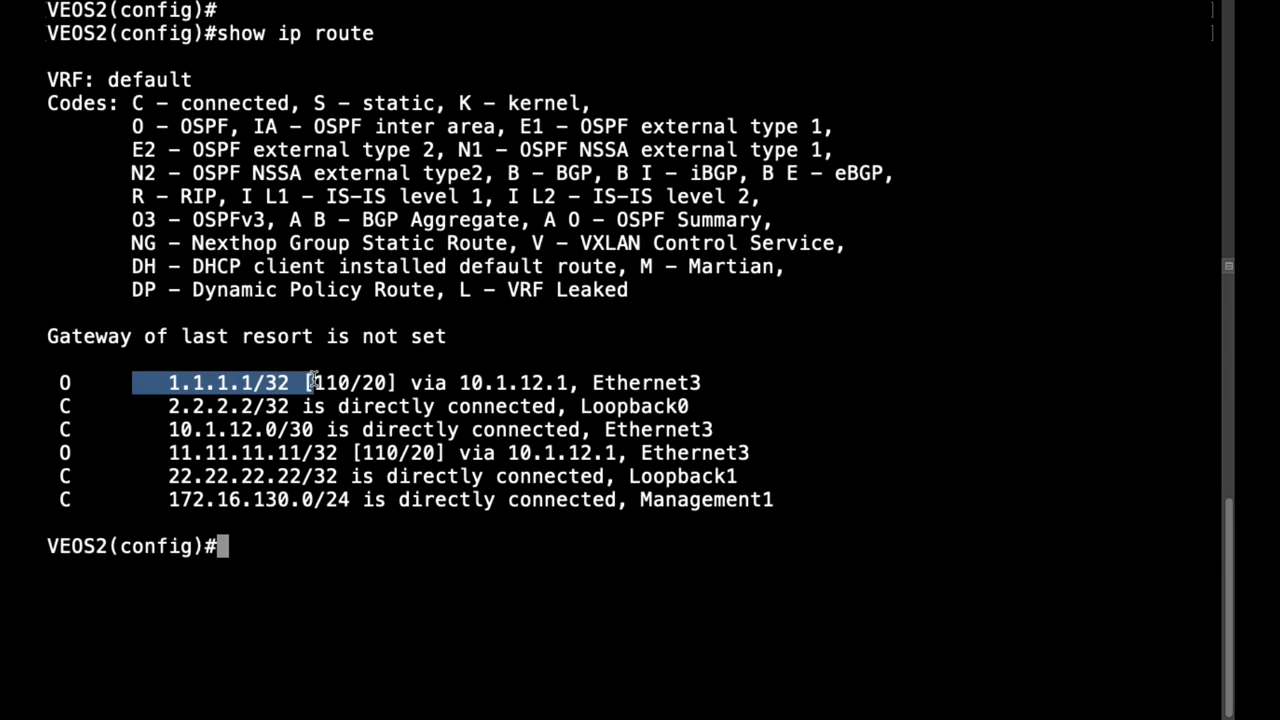 VEOS2(config)#
VEOS2(config)#show ip route
VRF: default
Codes: C - connected, S - static, K - kernel,
O - OSPF, IA - OSPF inter area, E1 - OSPF external type 1,
E2 - OSPF external type 2, N1 - OSPF NSSA external type 1,
N2 - OSPF NSSA external type2, B - BGP, B I - iBGP, B E - eBGP,
R - RIP, I L1 - IS-IS level 1, I L2 - IS-IS level 2,
O3 - OSPFv3, A B - BGP Aggregate, A O - OSPF Summary,
NG - Nexthop Group Static Route, V - VXLAN Control Service,
DH - DHCP client installed default route, M - Martian,
DP - Dynamic Policy Route, L - VRF Leaked
Gateway of last resort is not set
O 1.1.1.1/32 [110/20] via 10.1.12.1, Ethernet3
C 2.2.2.2/32 is directly connected, Loopback0
C 10.1.12.0/30 is directly connected, Ethernet3
O 11.11.11.11/32 [110/20] via 10.1.12.1, Ethernet3
C 22.22.22.22/32 is directly connected, Loopback1
C 172.16.130.0/24 is directly connected, Management1
VEOS2(config)#